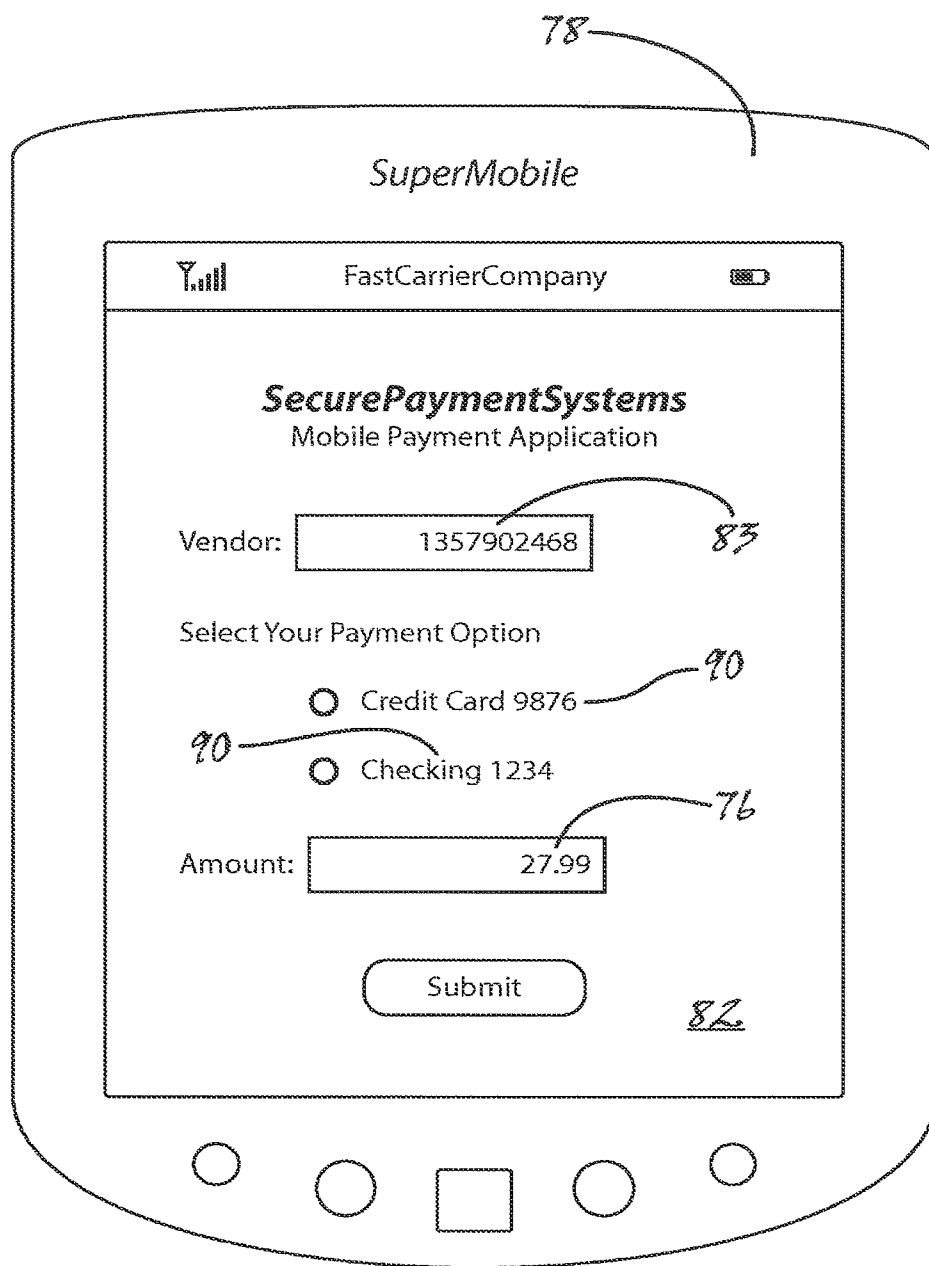 78
SuperMobile
FastCarrierCompany
SecurePaymentSystems
Mobile Payment Application
Vendor: 1357902468
83
Select Your Payment Option
90
Credit Card 9876
90
Checking 1234
76
Amount: 27.99
Submit
82